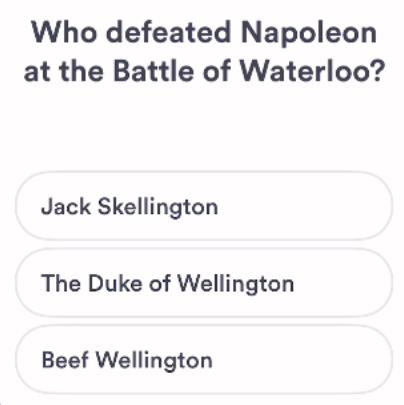 Who defeated Napoleon
at the Battle of Waterloo?
Jack Skellington
The Duke of Wellington
Beef Wellington